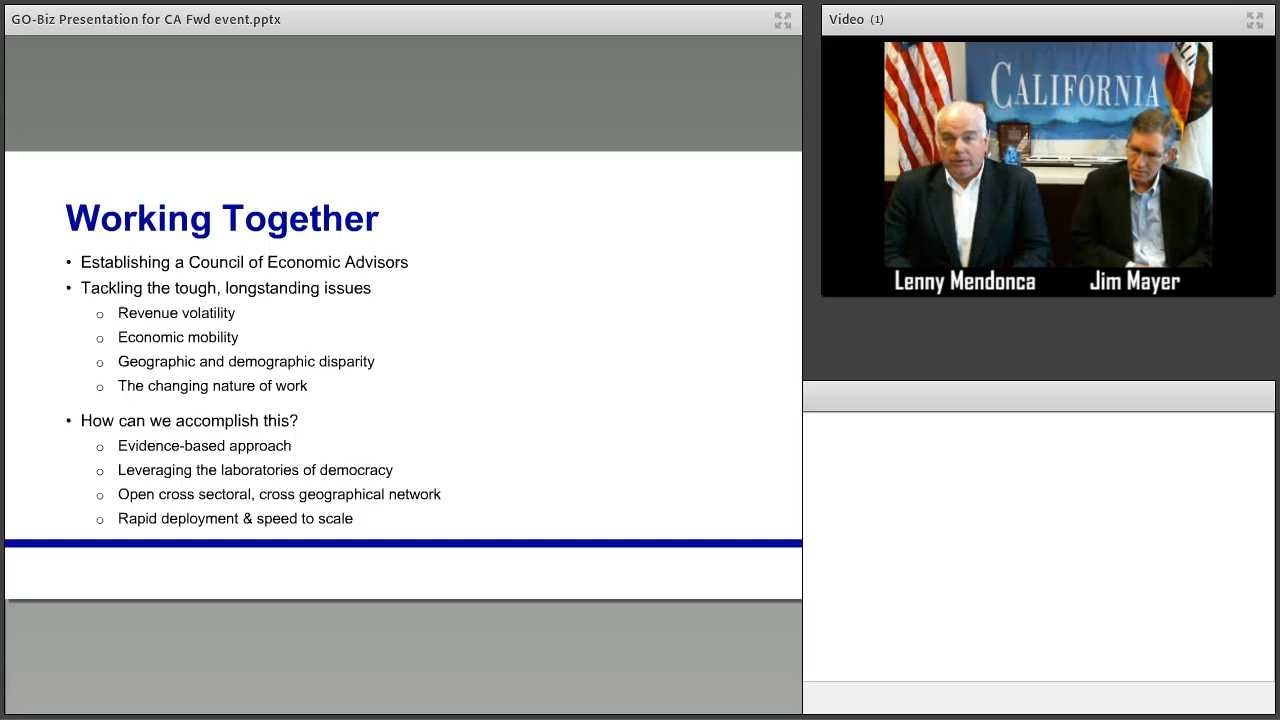 GO-Biz Presentation for CA Fwd event.pptx
Working Together
• Establishing a Council of Economic Advisors
• Tackling the tough, longstanding issues
o Revenue volatility
o Economic mobility
o Geographic and demographic disparity
o The changing nature of work
• How can we accomplish this?
o Evidence-based approach
o Leveraging the laboratories of democracy
o Open cross sectoral, cross geographical network
o Rapid deployment & speed to scale
Video (1)
CALIFORNIA
Lenny Mendonca
Jim Mayer